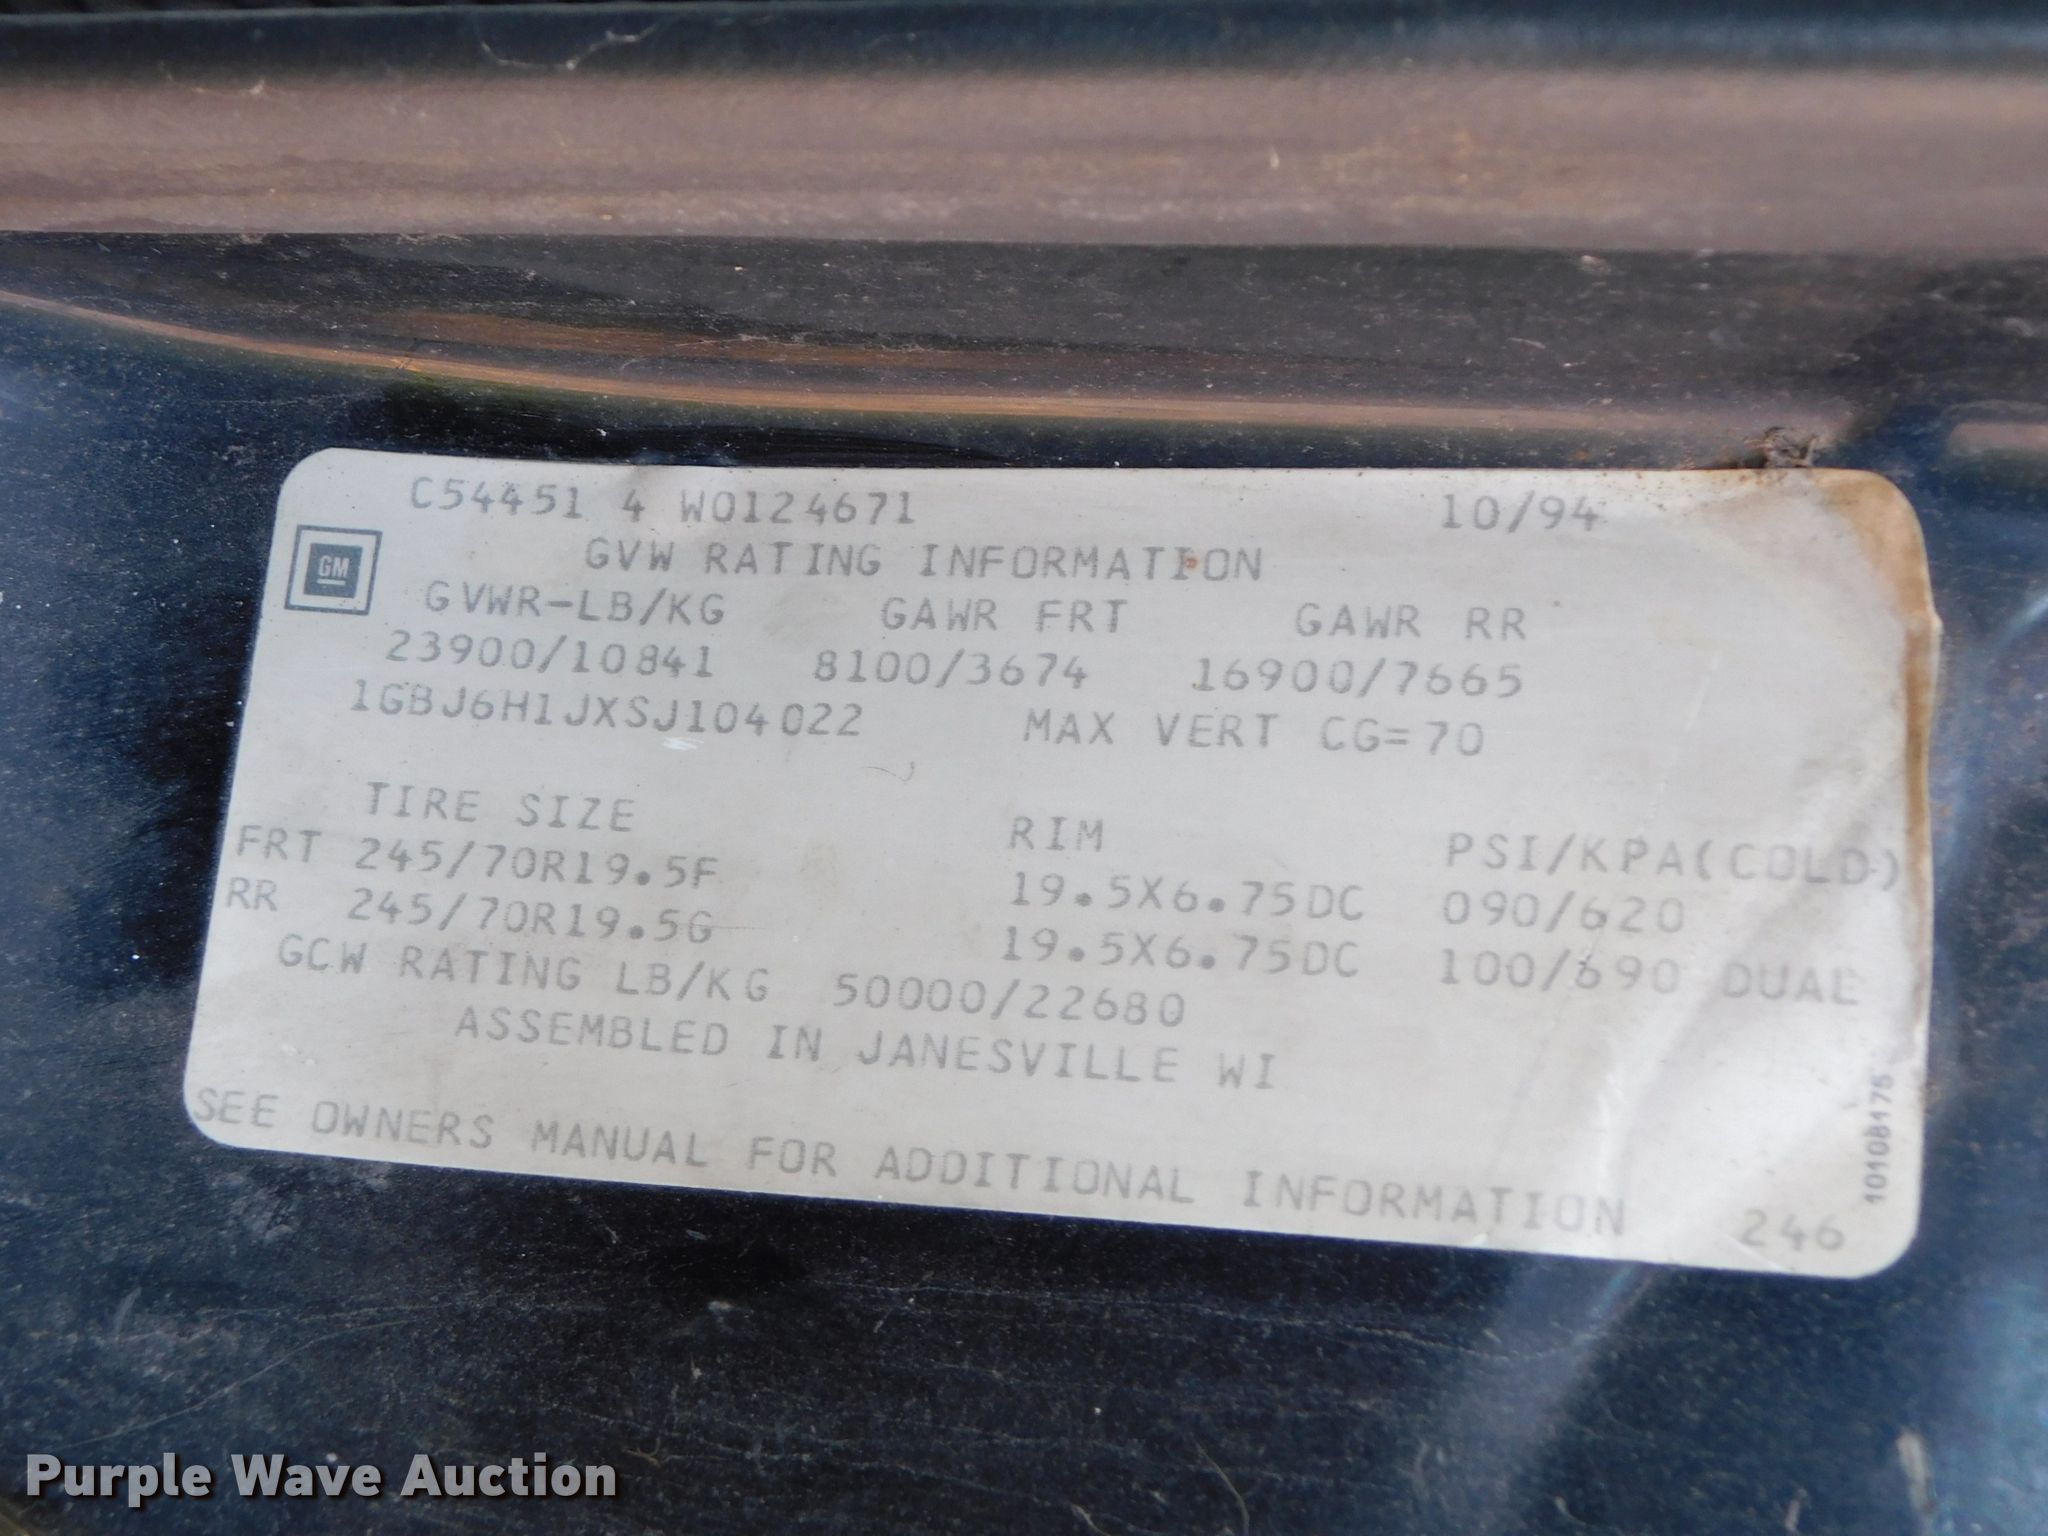 C54451 4 W0124671 10/94
GM
GVW RATING INFORMATION
GVWR-LB/KG GAWR FRT GAWR RR
23900/10841 8100/3674 16900/7665
1GBJ6H1JXSJ104022 MAX VERT CG=70
TIRE SIZE RIM PSI/KPA(COLD)
FRT 245/70R19.5F 19.5X6.75DC 090/620
RR 245/70R19.5G 19.5X6.75DC 100/690 DUAL
GCW RATING LB/KG 50000/22680
ASSEMBLED IN JANESVILLE WI
SEE OWNERS MANUAL FOR ADDITIONAL INFORMATION 246
10108175
Purple Wave Auction